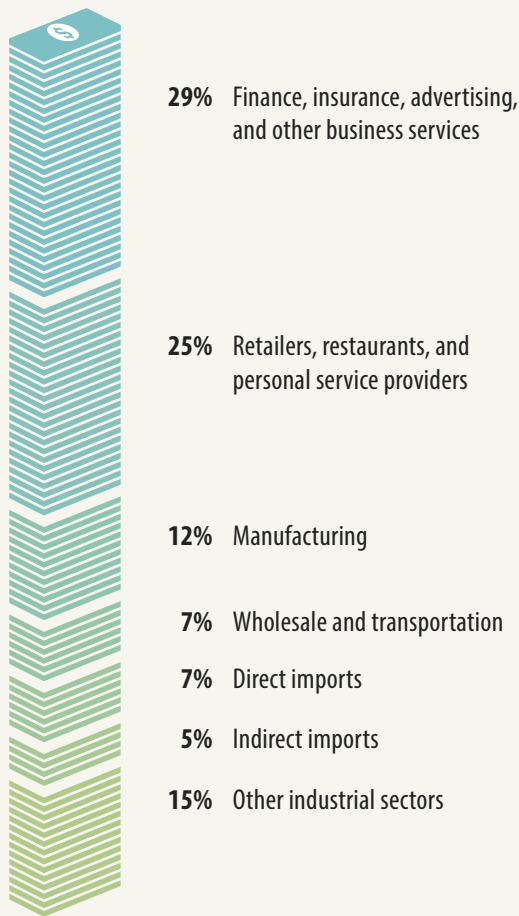 $
29% Finance, insurance, advertising,
and other business services
25% Retailers, restaurants, and
personal service providers
12% Manufacturing
7% Wholesale and transportation
7% Direct imports
5% Indirect imports
15% Other industrial sectors